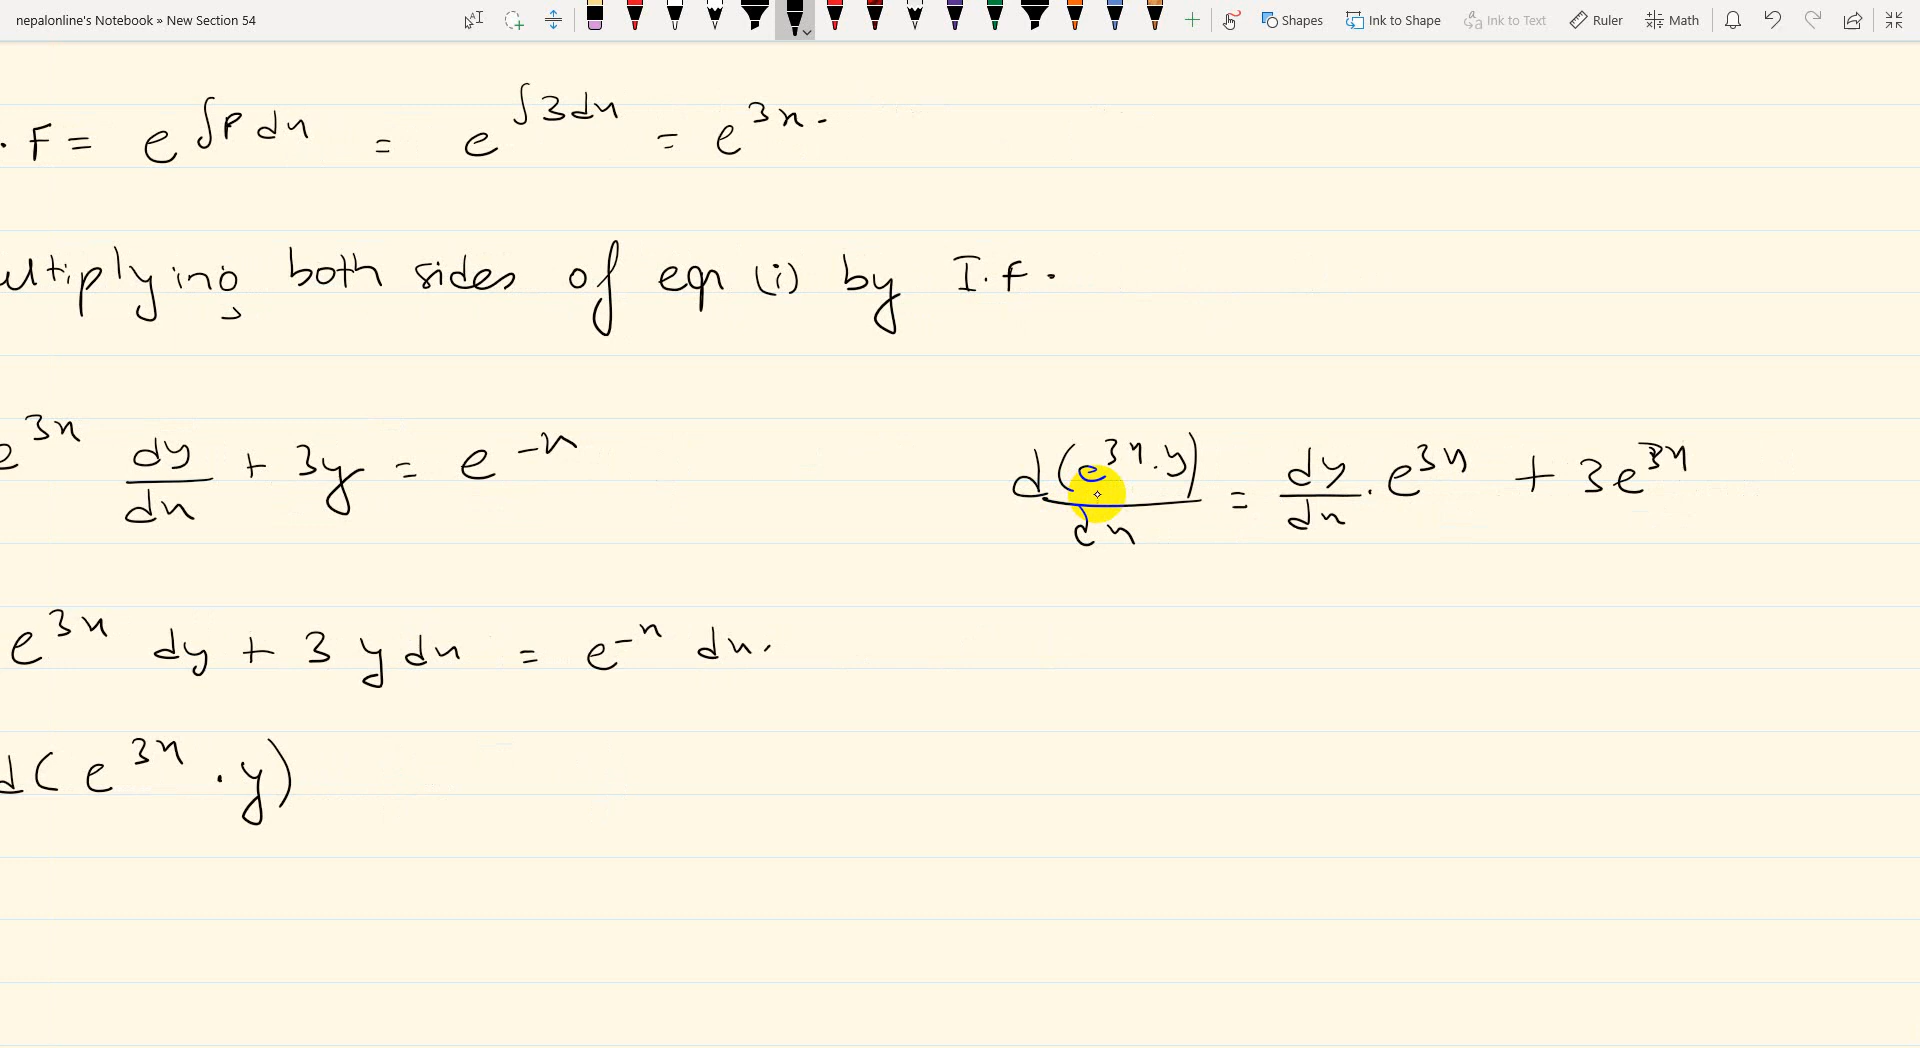 nepalonline's Notebook » New Section 54 Shapes Ink to Shape Ink to Text Ruler Math
. F = e^∫P dx = e^∫3dx = e^3x.
ultiplying both sides of eqn (i) by I.F.
e^3x dy/dx + 3y = e^-x
d(e^3x.y)/dx = dy/dx . e^3x + 3e^3x
e^3x dy + 3 y dx = e^-x dx.
d(e^3x . y)